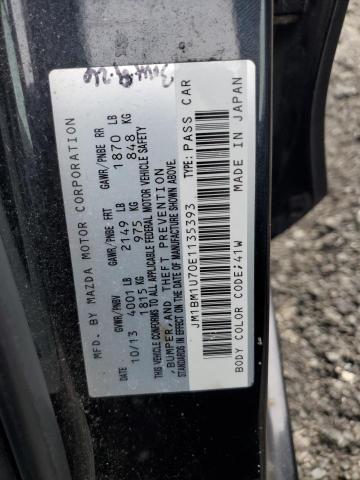 MFD. BY MAZDA MOTOR CORPORATION
GVWR/PNBV GAWR/PNBE FRT GAWR/PNBE RR
10/13 4001 LB 2149 LB 1870 LB
1815 KG 975 KG 848 KG
THIS VEHICLE CONFORMS TO ALL APPLICABLE FEDERAL MOTOR VEHICLE SAFETY
,BUMPER,AND THEFT PREVENTION
STANDARDS IN EFFECT ON THE DATE OF MANUFACTURE SHOWN ABOVE.
JM1BM1U70E1135393 TYPE: PASS CAR
BODY COLOR CODE:41W MADE IN JAPAN